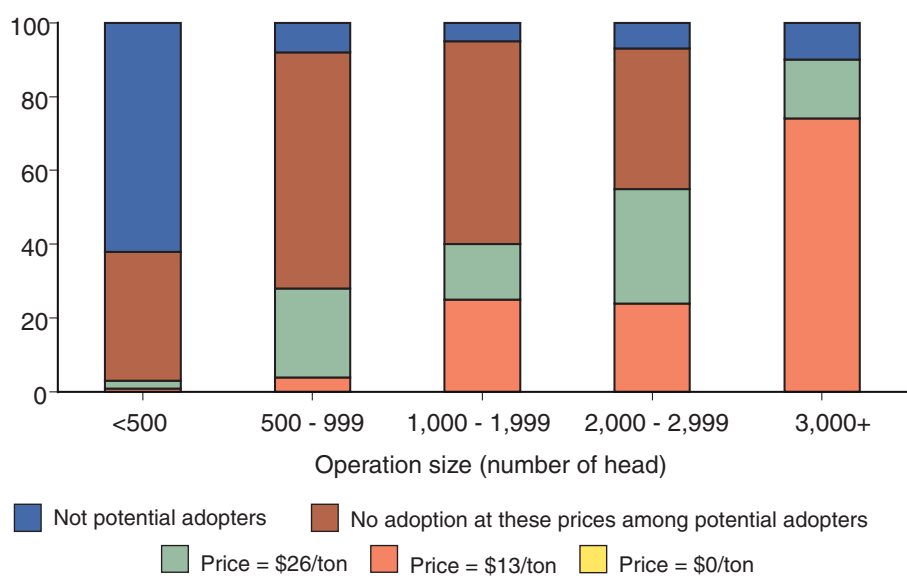 100
80
60
40
20
0
<500 500 - 999 1,000 - 1,999 2,000 - 2,999 3,000+
Operation size (number of head)
Not potential adopters No adoption at these prices among potential adopters
Price = $26/ton Price = $13/ton Price = $0/ton